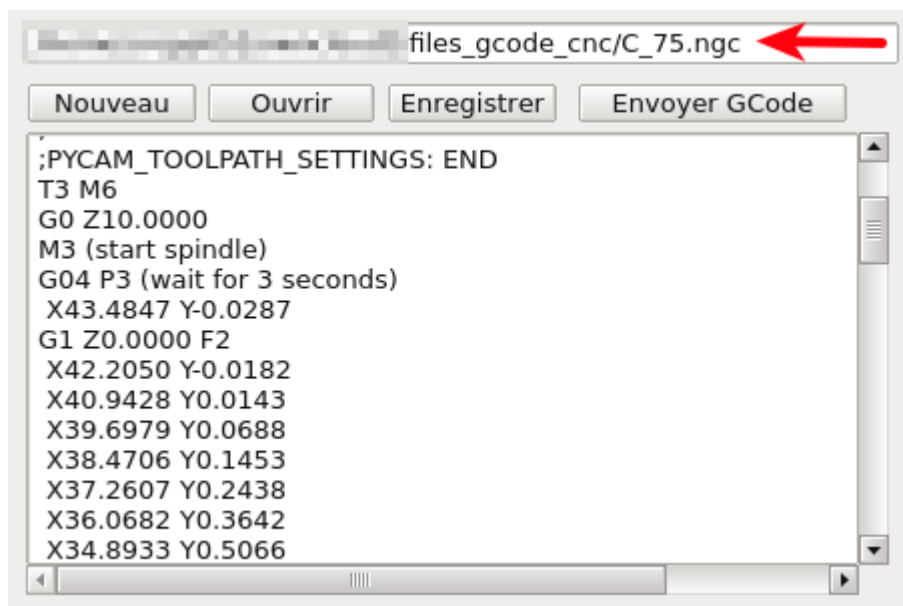 files_gcode_cnc/C_75.ngc
Nouveau Ouvrir Enregistrer Envoyer GCode
;PYCAM_TOOLPATH_SETTINGS: END
T3 M6
G0 Z10.0000
M3 (start spindle)
G04 P3 (wait for 3 seconds)
X43.4847 Y-0.0287
G1 Z0.0000 F2
X42.2050 Y-0.0182
X40.9428 Y0.0143
X39.6979 Y0.0688
X38.4706 Y0.1453
X37.2607 Y0.2438
X36.0682 Y0.3642
X34.8933 Y0.5066